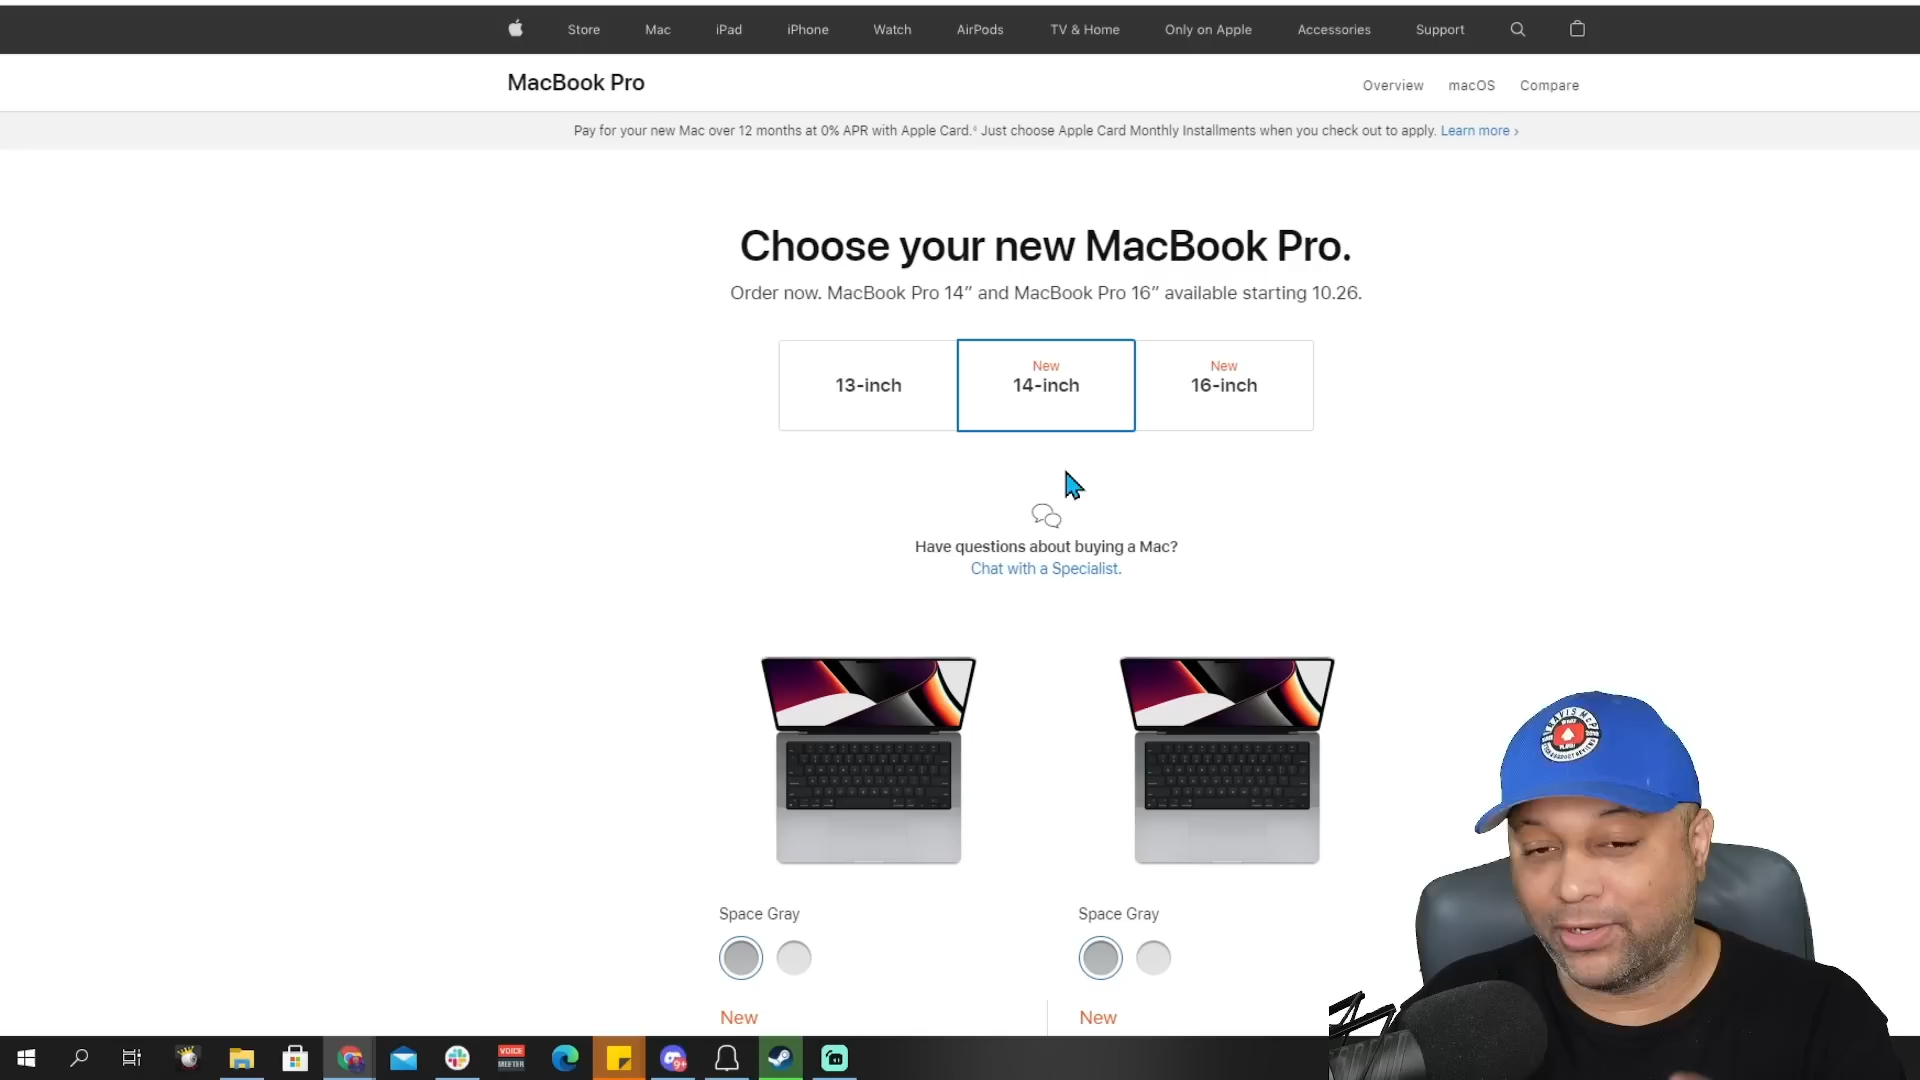 Store Mac iPad iPhone Watch AirPods TV & Home Only on Apple Accessories Support
MacBook Pro
Overview macOS Compare
Pay for your new Mac over 12 months at 0% APR with Apple Card.◊ Just choose Apple Card Monthly Installments when you check out to apply. Learn more ›
Choose your new MacBook Pro.
Order now. MacBook Pro 14” and MacBook Pro 16” available starting 10.26.
13-inch
New
14-inch
New
16-inch
Have questions about buying a Mac?
Chat with a Specialist.
Space Gray
Space Gray
New
New
VOICE
MEETER
9+